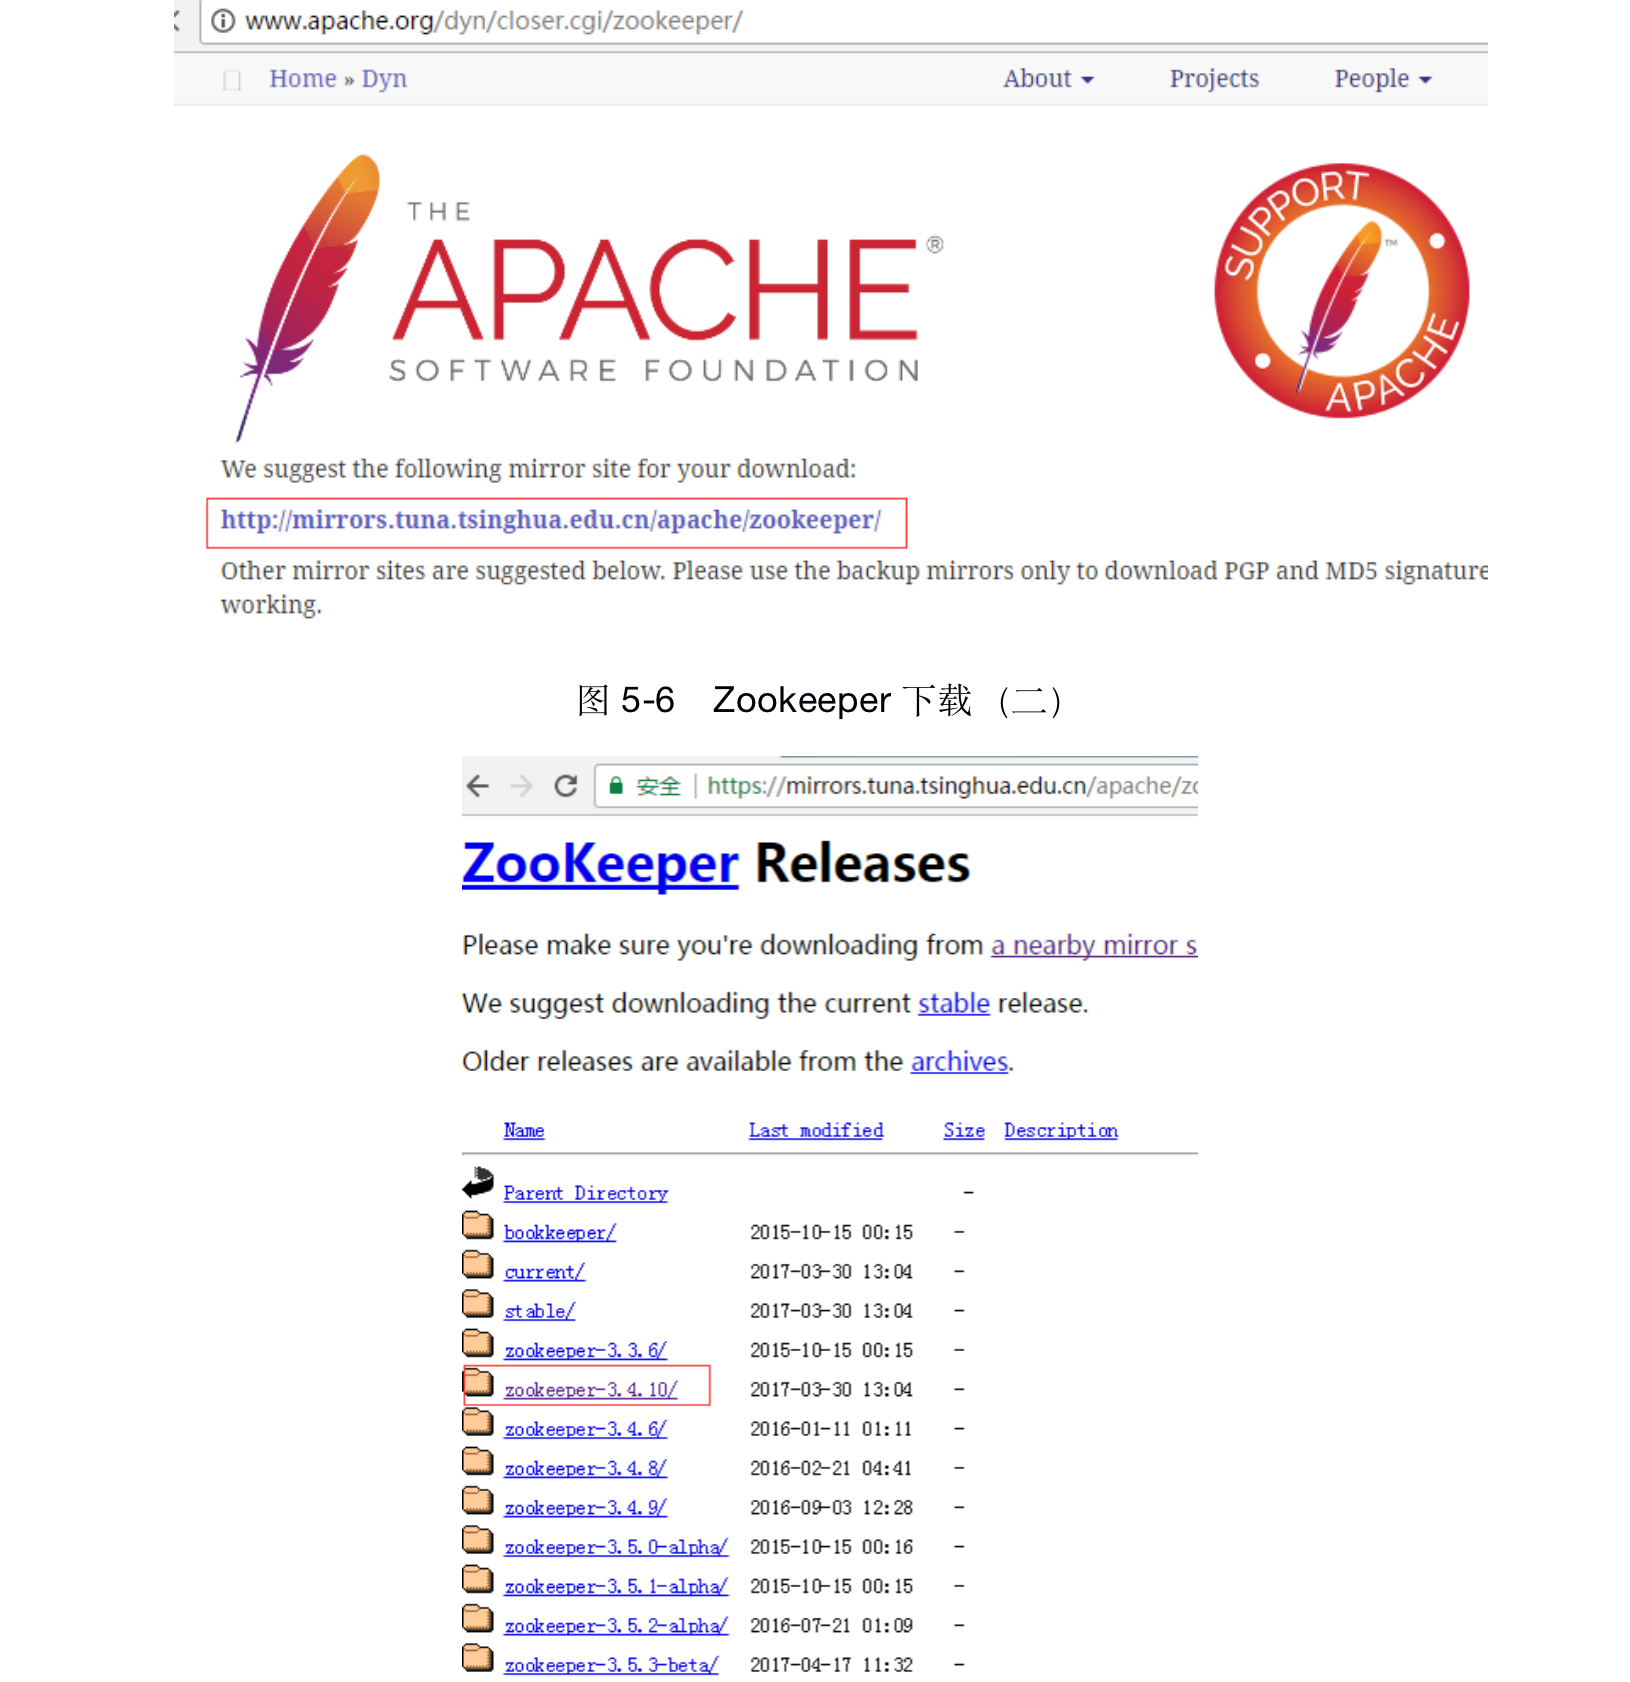 www.apache.org/dyn/closer.cgi/zookeeper/
Home » Dyn About Projects People
THE
APACHE®
SOFTWARE FOUNDATION
SUPPORT APACHE ™
We suggest the following mirror site for your download:
http://mirrors.tuna.tsinghua.edu.cn/apache/zookeeper/
Other mirror sites are suggested below. Please use the backup mirrors only to download PGP and MD5 signature
working.
图 5-6 Zookeeper 下载 (二)
安全 | https://mirrors.tuna.tsinghua.edu.cn/apache/zo
ZooKeeper Releases
Please make sure you're downloading from a nearby mirror s
We suggest downloading the current stable release.
Older releases are available from the archives.
Name Last modified Size Description
Parent Directory -
bookkeeper/ 2015-10-15 00:15 -
current/ 2017-03-30 13:04 -
stable/ 2017-03-30 13:04 -
zookeeper-3.3.6/ 2015-10-15 00:15 -
zookeeper-3.4.10/ 2017-03-30 13:04 -
zookeeper-3.4.6/ 2016-01-11 01:11 -
zookeeper-3.4.8/ 2016-02-21 04:41 -
zookeeper-3.4.9/ 2016-09-03 12:28 -
zookeeper-3.5.0-alpha/ 2015-10-15 00:16 -
zookeeper-3.5.1-alpha/ 2015-10-15 00:15 -
zookeeper-3.5.2-alpha/ 2016-07-21 01:09 -
zookeeper-3.5.3-beta/ 2017-04-17 11:32 -